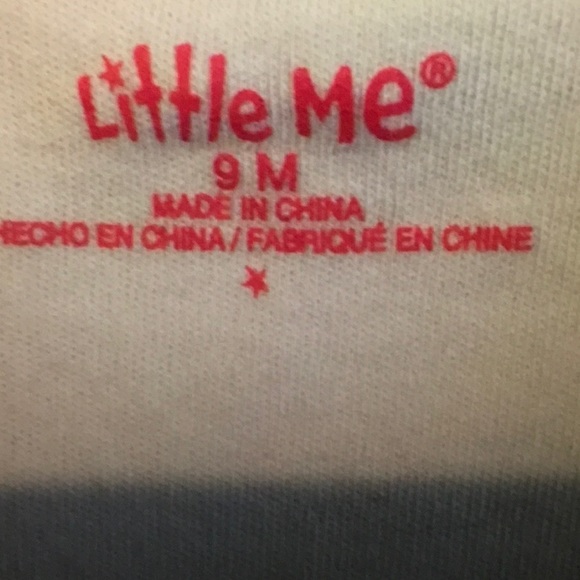 Little Me®
9 M
MADE IN CHINA
HECHO EN CHINA / FABRIQUÉ EN CHINE